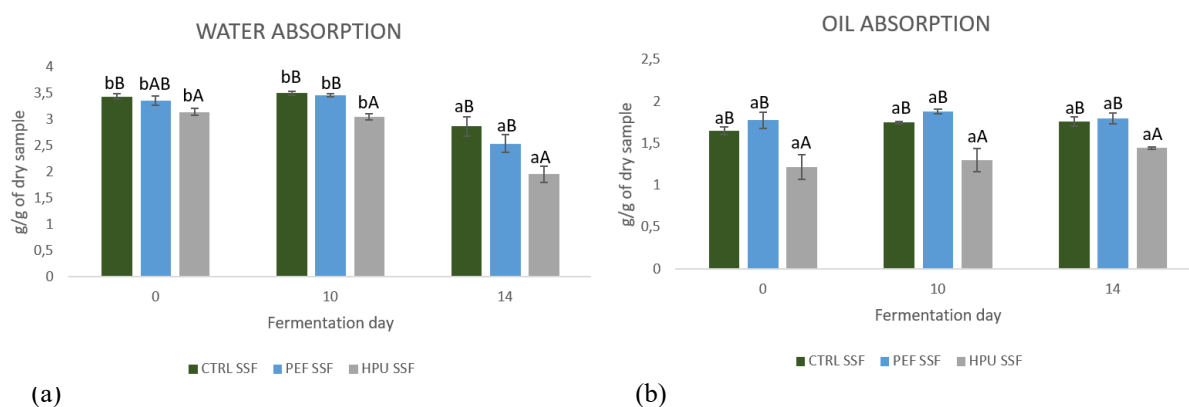 WATER ABSORPTION
g/g of dry sample
4
3,5
3
2,5
2
1,5
1
0,5
0
bB bAB bA
bB bB bA
aB aB aA
0 10 14
Fermentation day
CTRL SSF PEF SSF HPU SSF
(a)
OIL ABSORPTION
g/g of dry sample
2,5
2
1,5
1
0,5
0
aB aB aA
aB aB aA
aB aB aA
0 10 14
Fermentation day
CTRL SSF PEF SSF HPU SSF
(b)